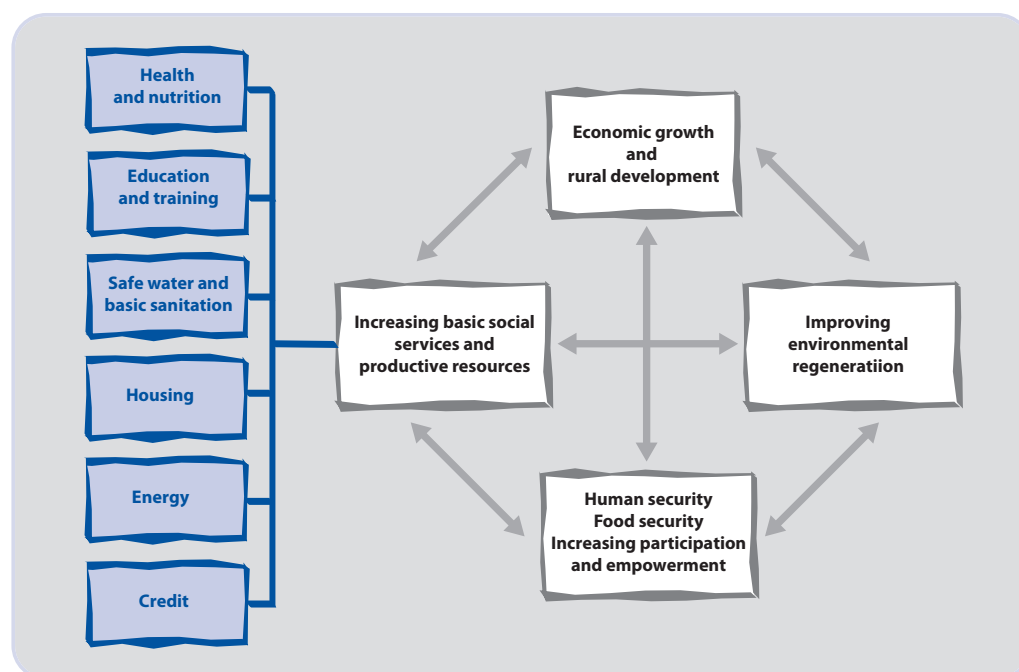 Health
and nutrition
Education
and training
Safe water and
basic sanitation
Housing
Energy
Credit
Economic growth
and
rural development
Increasing basic social
services and
productive resources
Improving
environmental
regeneratiion
Human security
Food security
Increasing participation
and empowerment